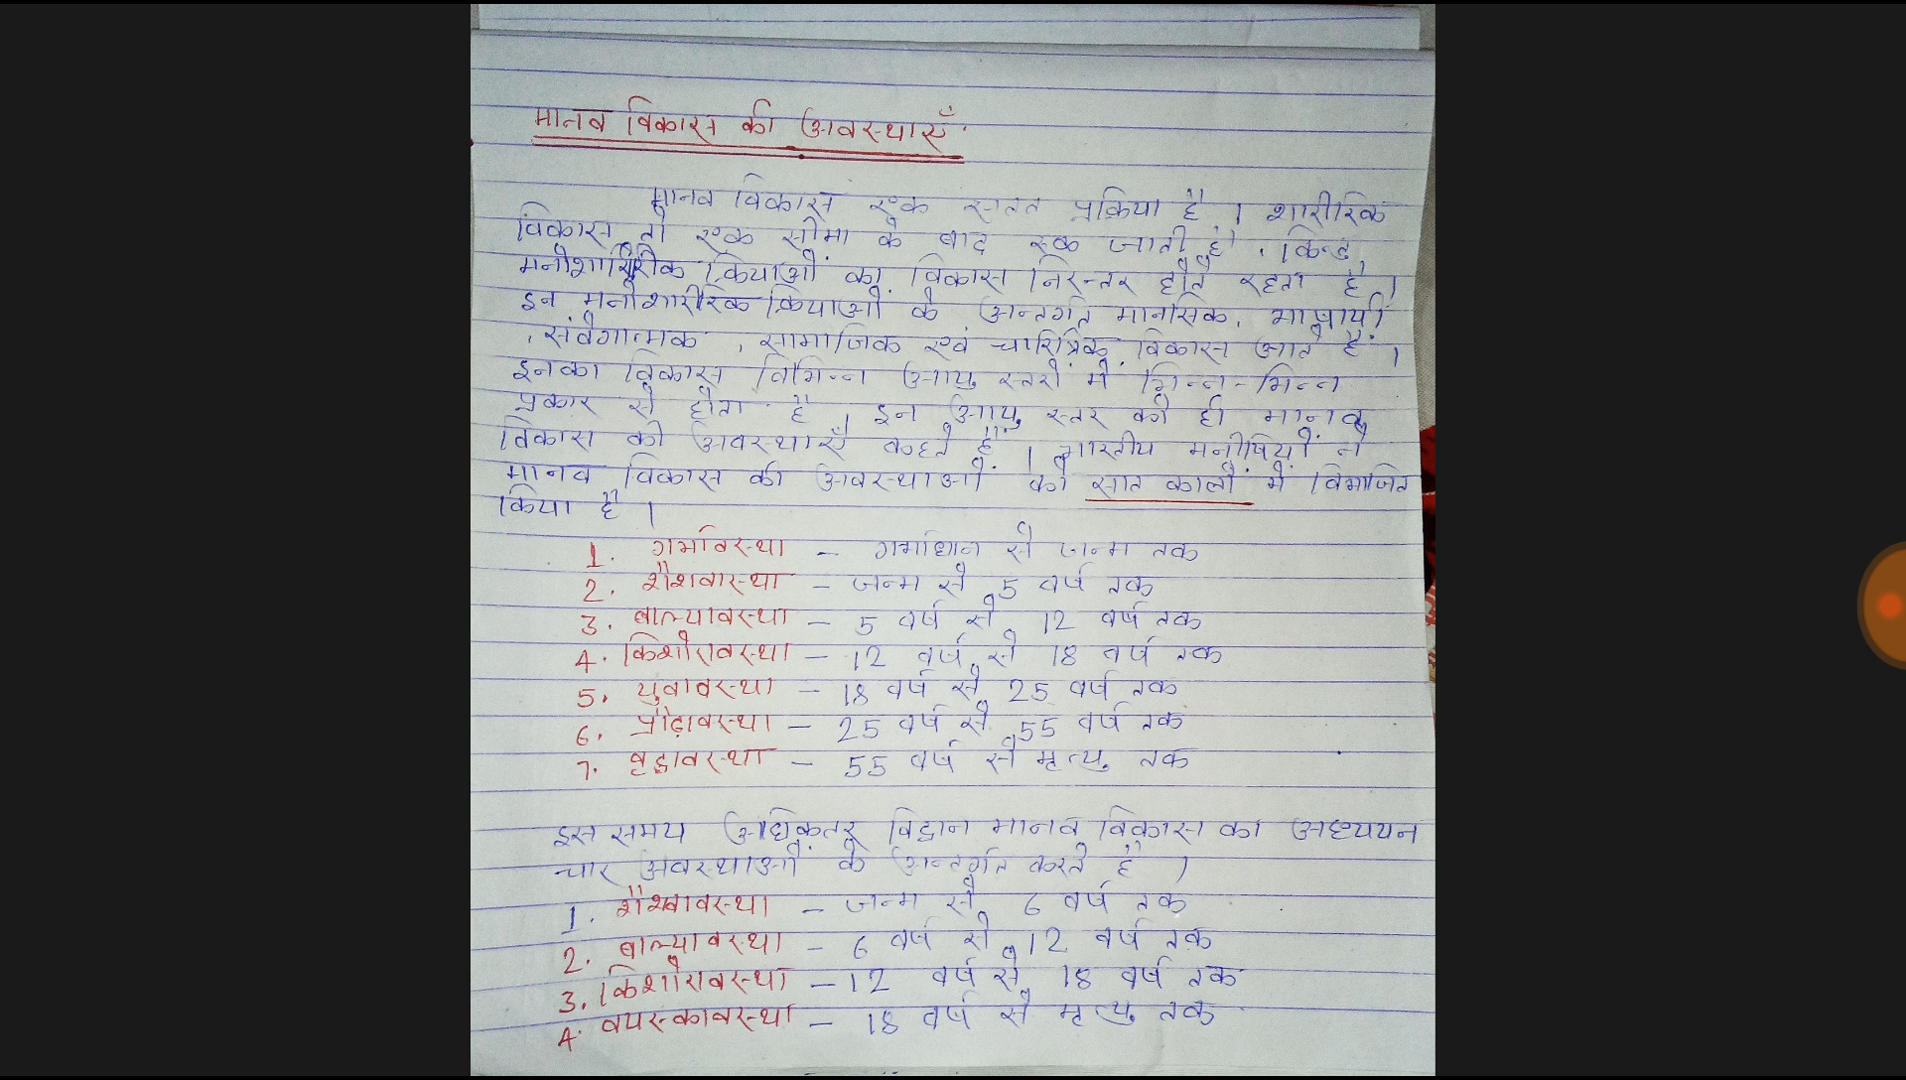 मानव विकास की अवस्थाएँ
मानव विकास एक सतत प्रक्रिया है । शारीरिक
विकास तो एक सीमा के बाद रूक जाती है । किन्तु
मनोशारीरिक क्रियाओं का विकास निरन्तर होते रहता है ।
इन मनोशारीरिक क्रियाओं के अन्तर्गत मानसिक, भाषायी
, संवेगात्मक , सामाजिक एवं चारित्रिक विकास आते है ।
इनका विकास विभिन्न आयु स्तरों में भिन्न-भिन्न
प्रकार से होता है । इन आयु स्तर को ही मानव
विकास की अवस्थाएँ कहते हैं । भारतीय मनीषियों ने
मानव विकास की अवस्थाओं को सात कालों में विभाजित
किया है ।
1. गर्भावस्था – गर्भाधान से जन्म तक
2. शैशवास्था – जन्म से 5 वर्ष तक
3. बाल्यावस्था – 5 वर्ष से 12 वर्ष तक
4. किशोरावस्था – 12 वर्ष से 18 वर्ष तक
5. युवावस्था – 18 वर्ष से 25 वर्ष तक
6. प्रौढ़ावस्था – 25 वर्ष से 55 वर्ष तक
7. वृद्धावस्था – 55 वर्ष से मृत्यु तक
इस समय अधिकतर विद्वान मानव विकास का अध्ययन
चार अवस्थाओं के अन्तर्गत करते है ।
1. शैश्वावस्था – जन्म से 6 वर्ष तक
2. बाल्यावस्था – 6 वर्ष से 12 वर्ष तक
3. किशोरावस्था – 12 वर्ष से 18 वर्ष तक
4. वयस्कावस्था – 18 वर्ष से मृत्यु तक